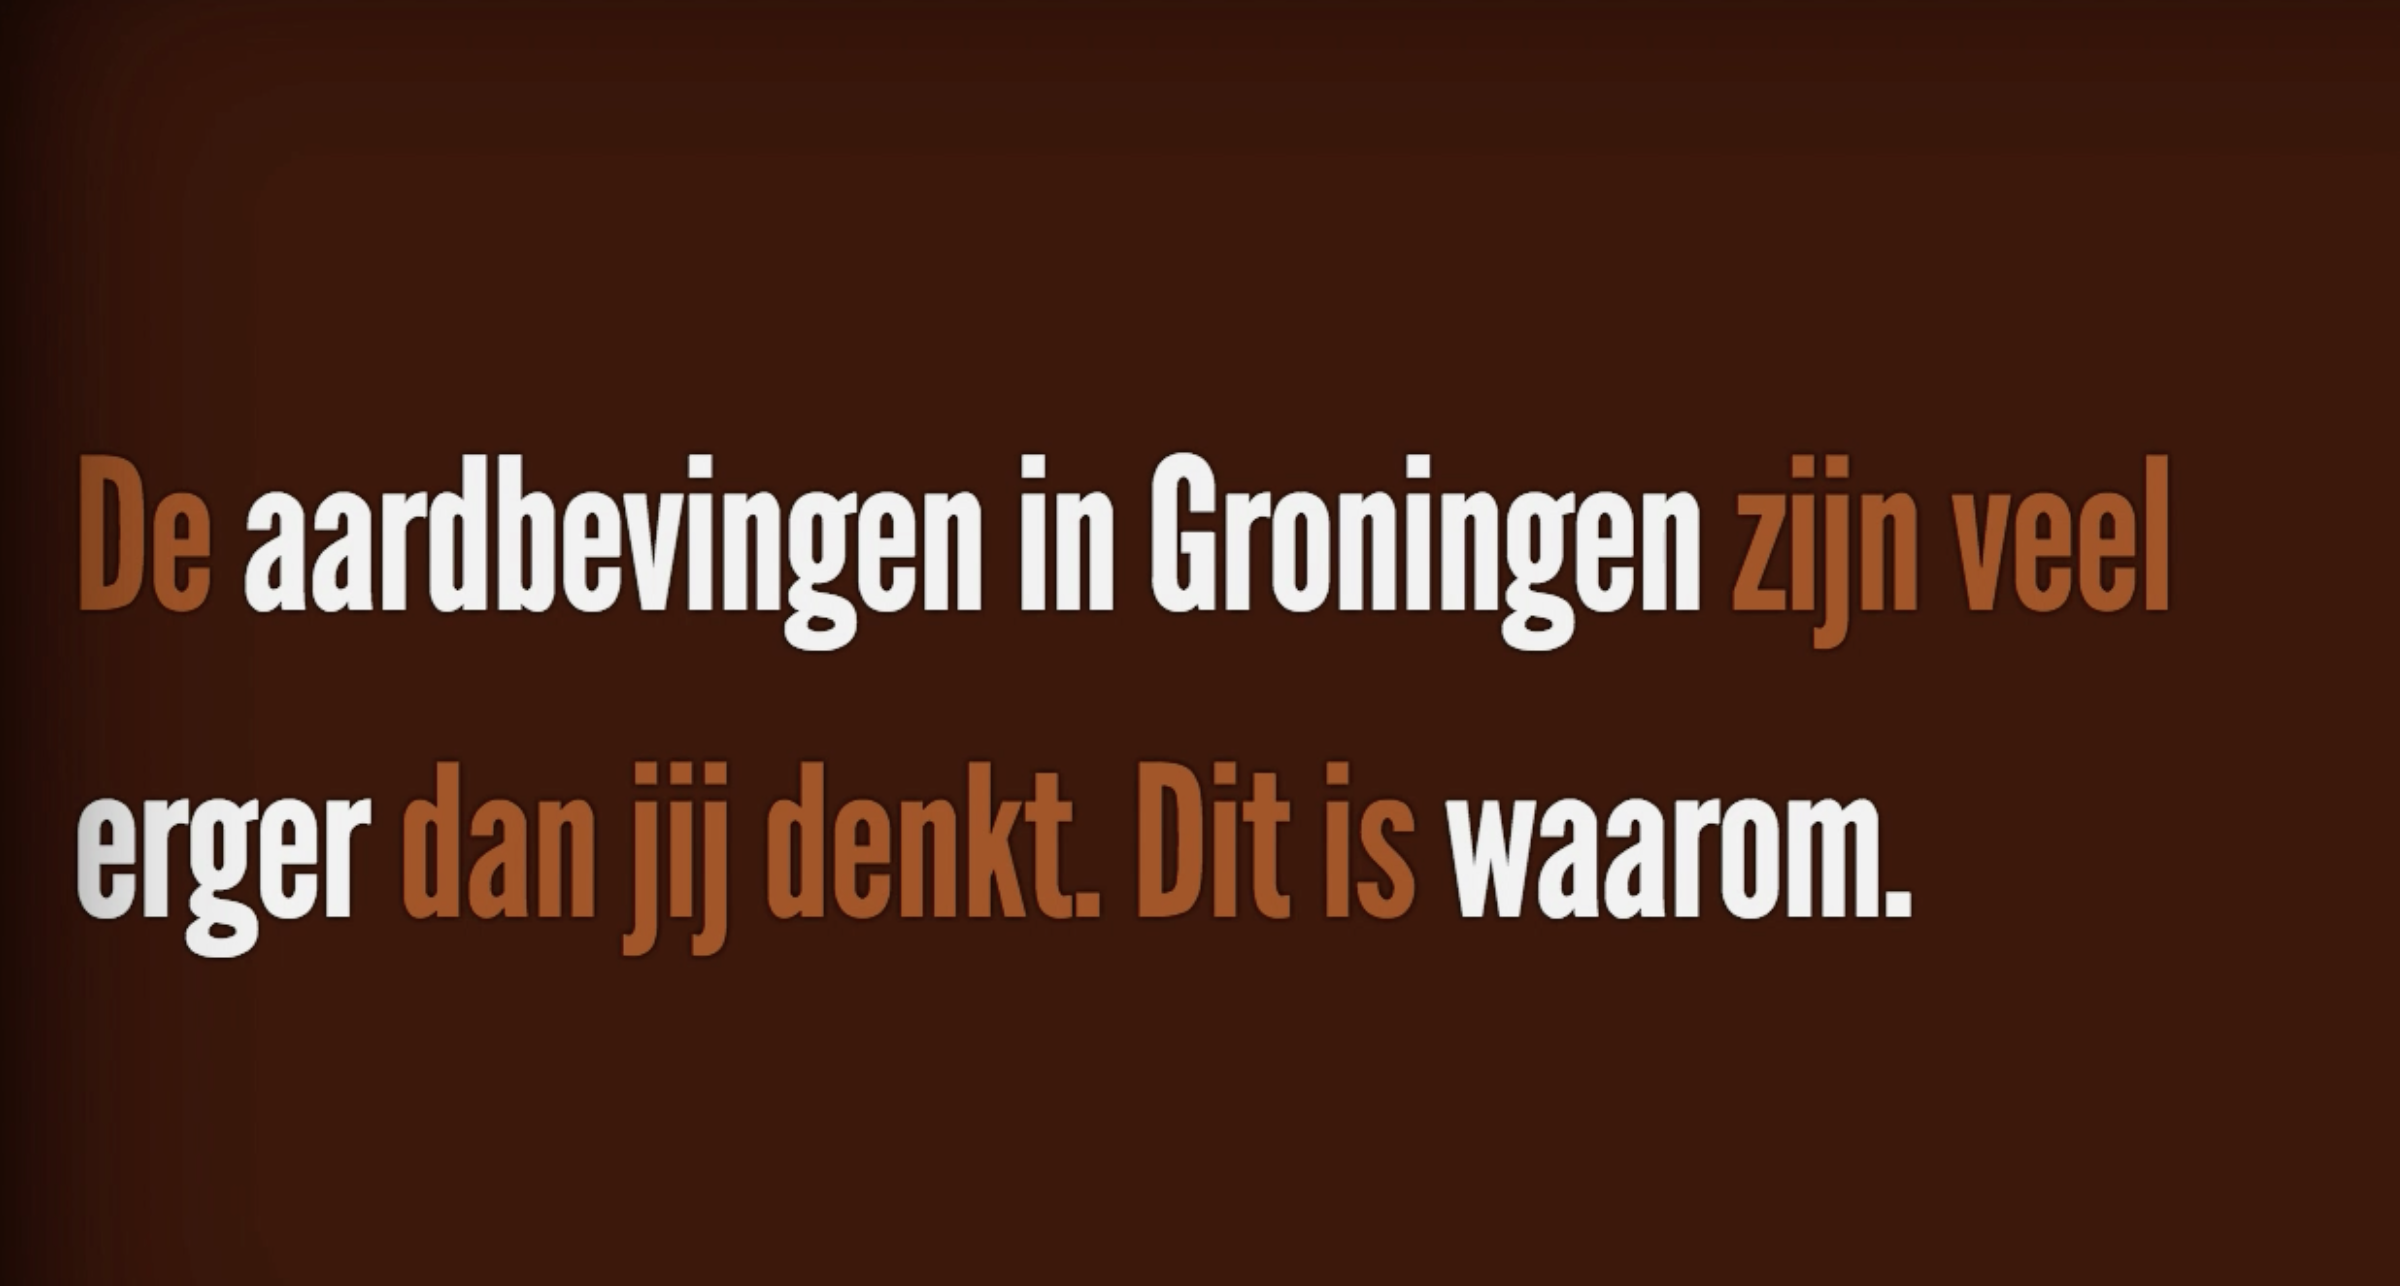 De aardbevingen in Groningen zijn veel
erger dan jij denkt. Dit is waarom.